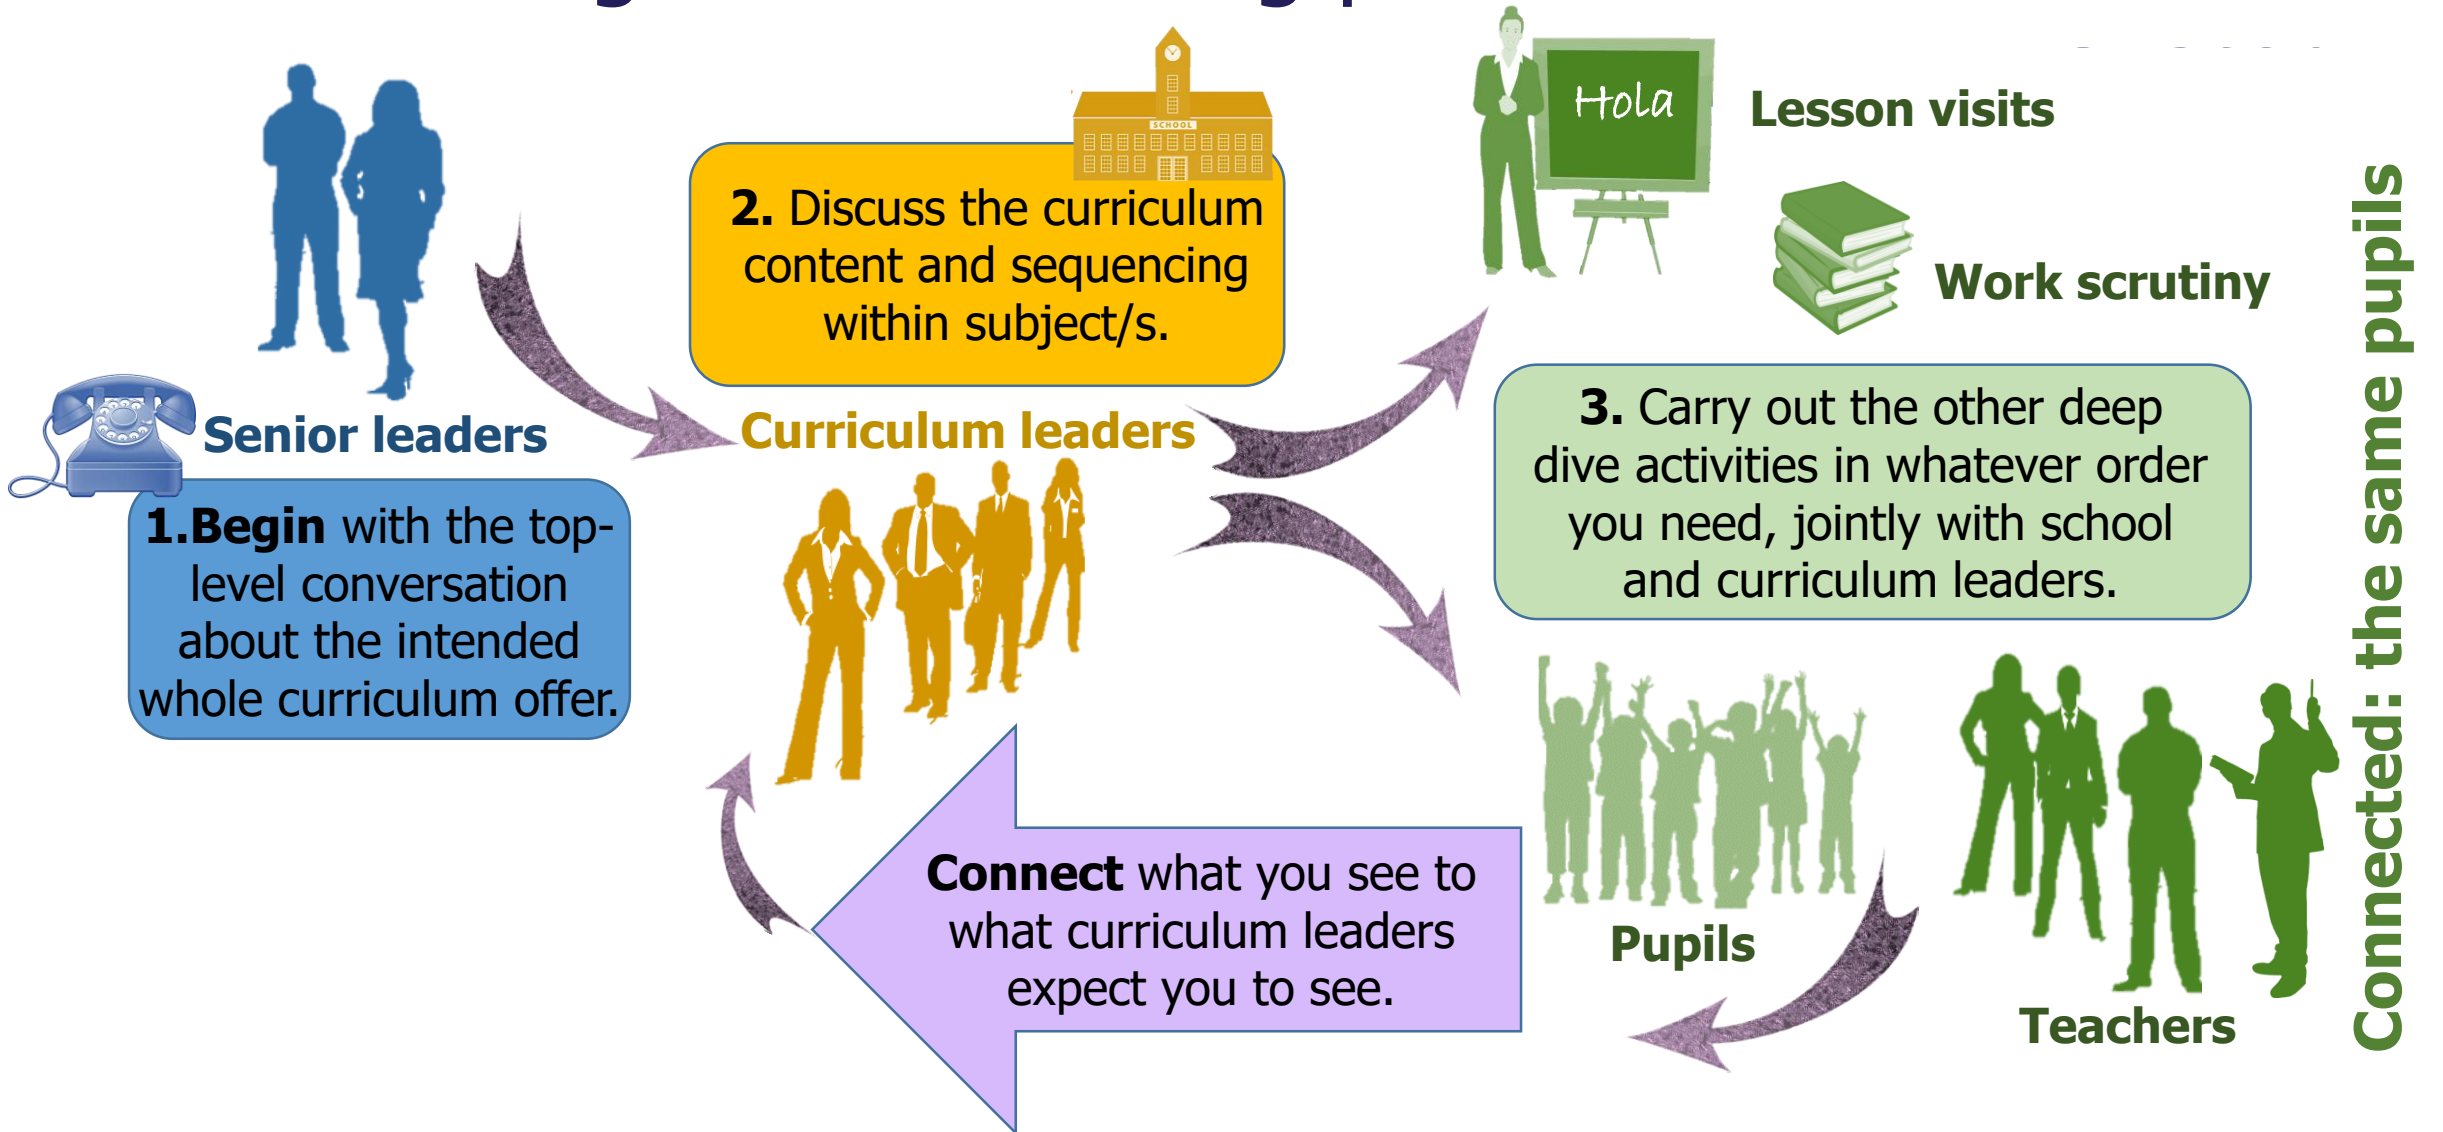 Senior leaders
1.Begin with the top-
level conversation
about the intended
whole curriculum offer.
SCHOOL
2. Discuss the curriculum
content and sequencing
within subject/s.
Curriculum leaders
Hola
Lesson visits
Work scrutiny
3. Carry out the other deep
dive activities in whatever order
you need, jointly with school
and curriculum leaders.
Pupils
Teachers
Connected: the same pupils
Connect what you see to
what curriculum leaders
expect you to see.